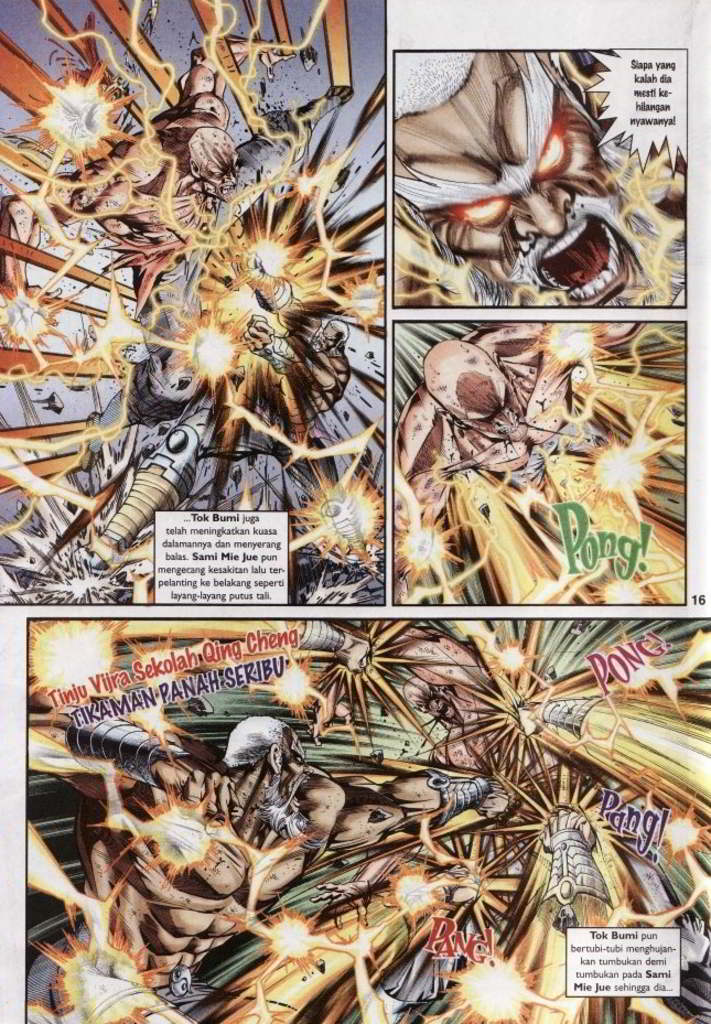 ...Tok Bumi juga
telah meningkatkan kuasa
dalamannya dan menyerang
balas. Sami Mie Jue pun
mengecang kesakitan lalu ter-
pelanting ke belakang seperti
layang-layang putus tali.
Siapa yang
kalah dia
mesti ke-
hilangan
nyawanya!
Pong!
16
Tinju Vijra Sekolah Qing Cheng
TIKAMAN PANAH SERIBU
PONG!
Pang!
PANG!
Tok Bumi pun
bertubi-tubi menghujan-
kan tumbukan demi
tumbukan pada Sami
Mie Jue sehingga dia...